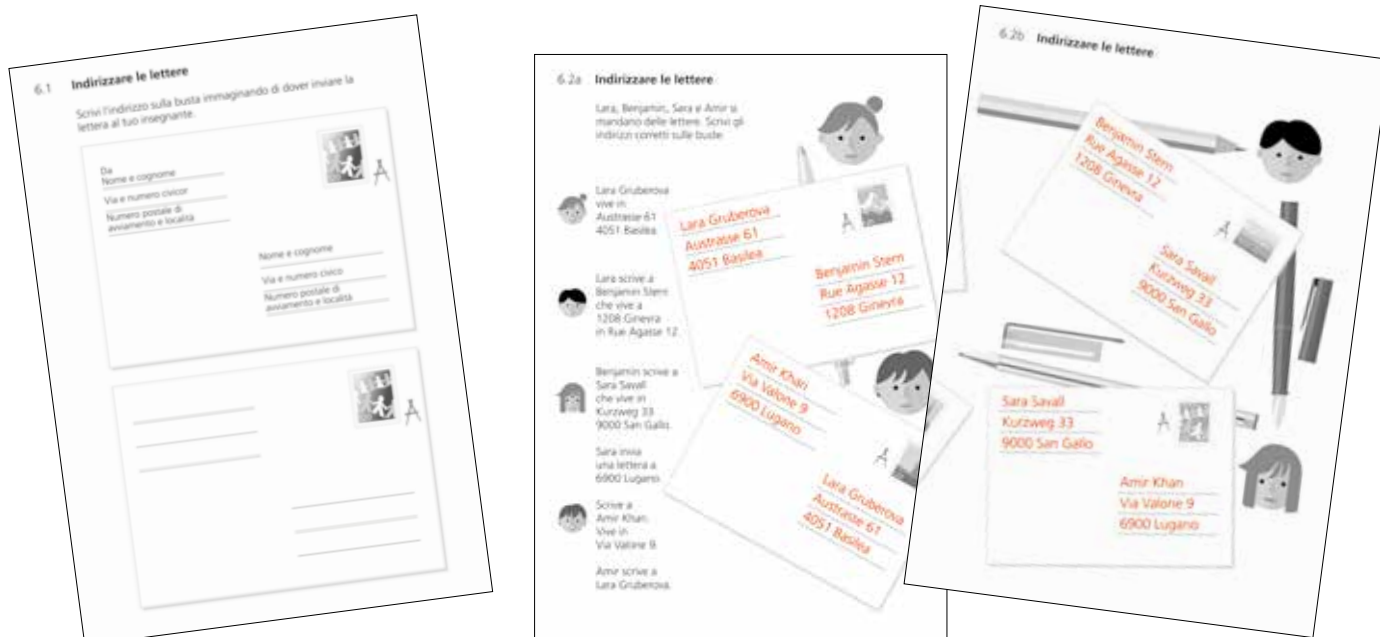 6.1 Indirizzare le lettere
Scrivi l'indirizzo sulla busta immaginando di dover inviare la
lettera al tuo insegnante.
Da
Nome e cognome
Via e numero civicor
Numero postale di
avviamento e località
A
Nome e cognome
Via e numero civico
Numero postale di
avviamento e località
A
6.2a Indirizzare le lettere
Lara, Benjamin, Sara e Amir si
mandano delle lettere. Scrivi gli
indirizzi corretti sulle buste.
Lara Gruberova
vive in
Austrasse 61
4051 Basilea.
Lara scrive a
Benjamin Stern
che vive a
1208 Ginevra
in Rue Agasse 12.
Benjamin scrive a
Sara Savall
che vive in
Kurzweg 33
9000 San Gallo.
Sara invia
una lettera a
6900 Lugano.
Scrive a
Amir Khan.
Vive in
Via Valone 9.
Amir scrive a
Lara Gruberova.
Lara Gruberova
Austrasse 61
4051 Basilea
A
Benjamin Stern
Rue Agasse 12
1208 Ginevra
Amir Khan
Via Valone 9
6900 Lugano
A
Lara Gruberova
Austrasse 61
4051 Basilea
6.2b Indirizzare le lettere
Benjamin Stern
Rue Agasse 12
1208 Ginevra
A
Sara Savall
Kurzweg 33
9000 San Gallo
Sara Savall
Kurzweg 33
9000 San Gallo
A
Amir Khan
Via Valone 9
6900 Lugano